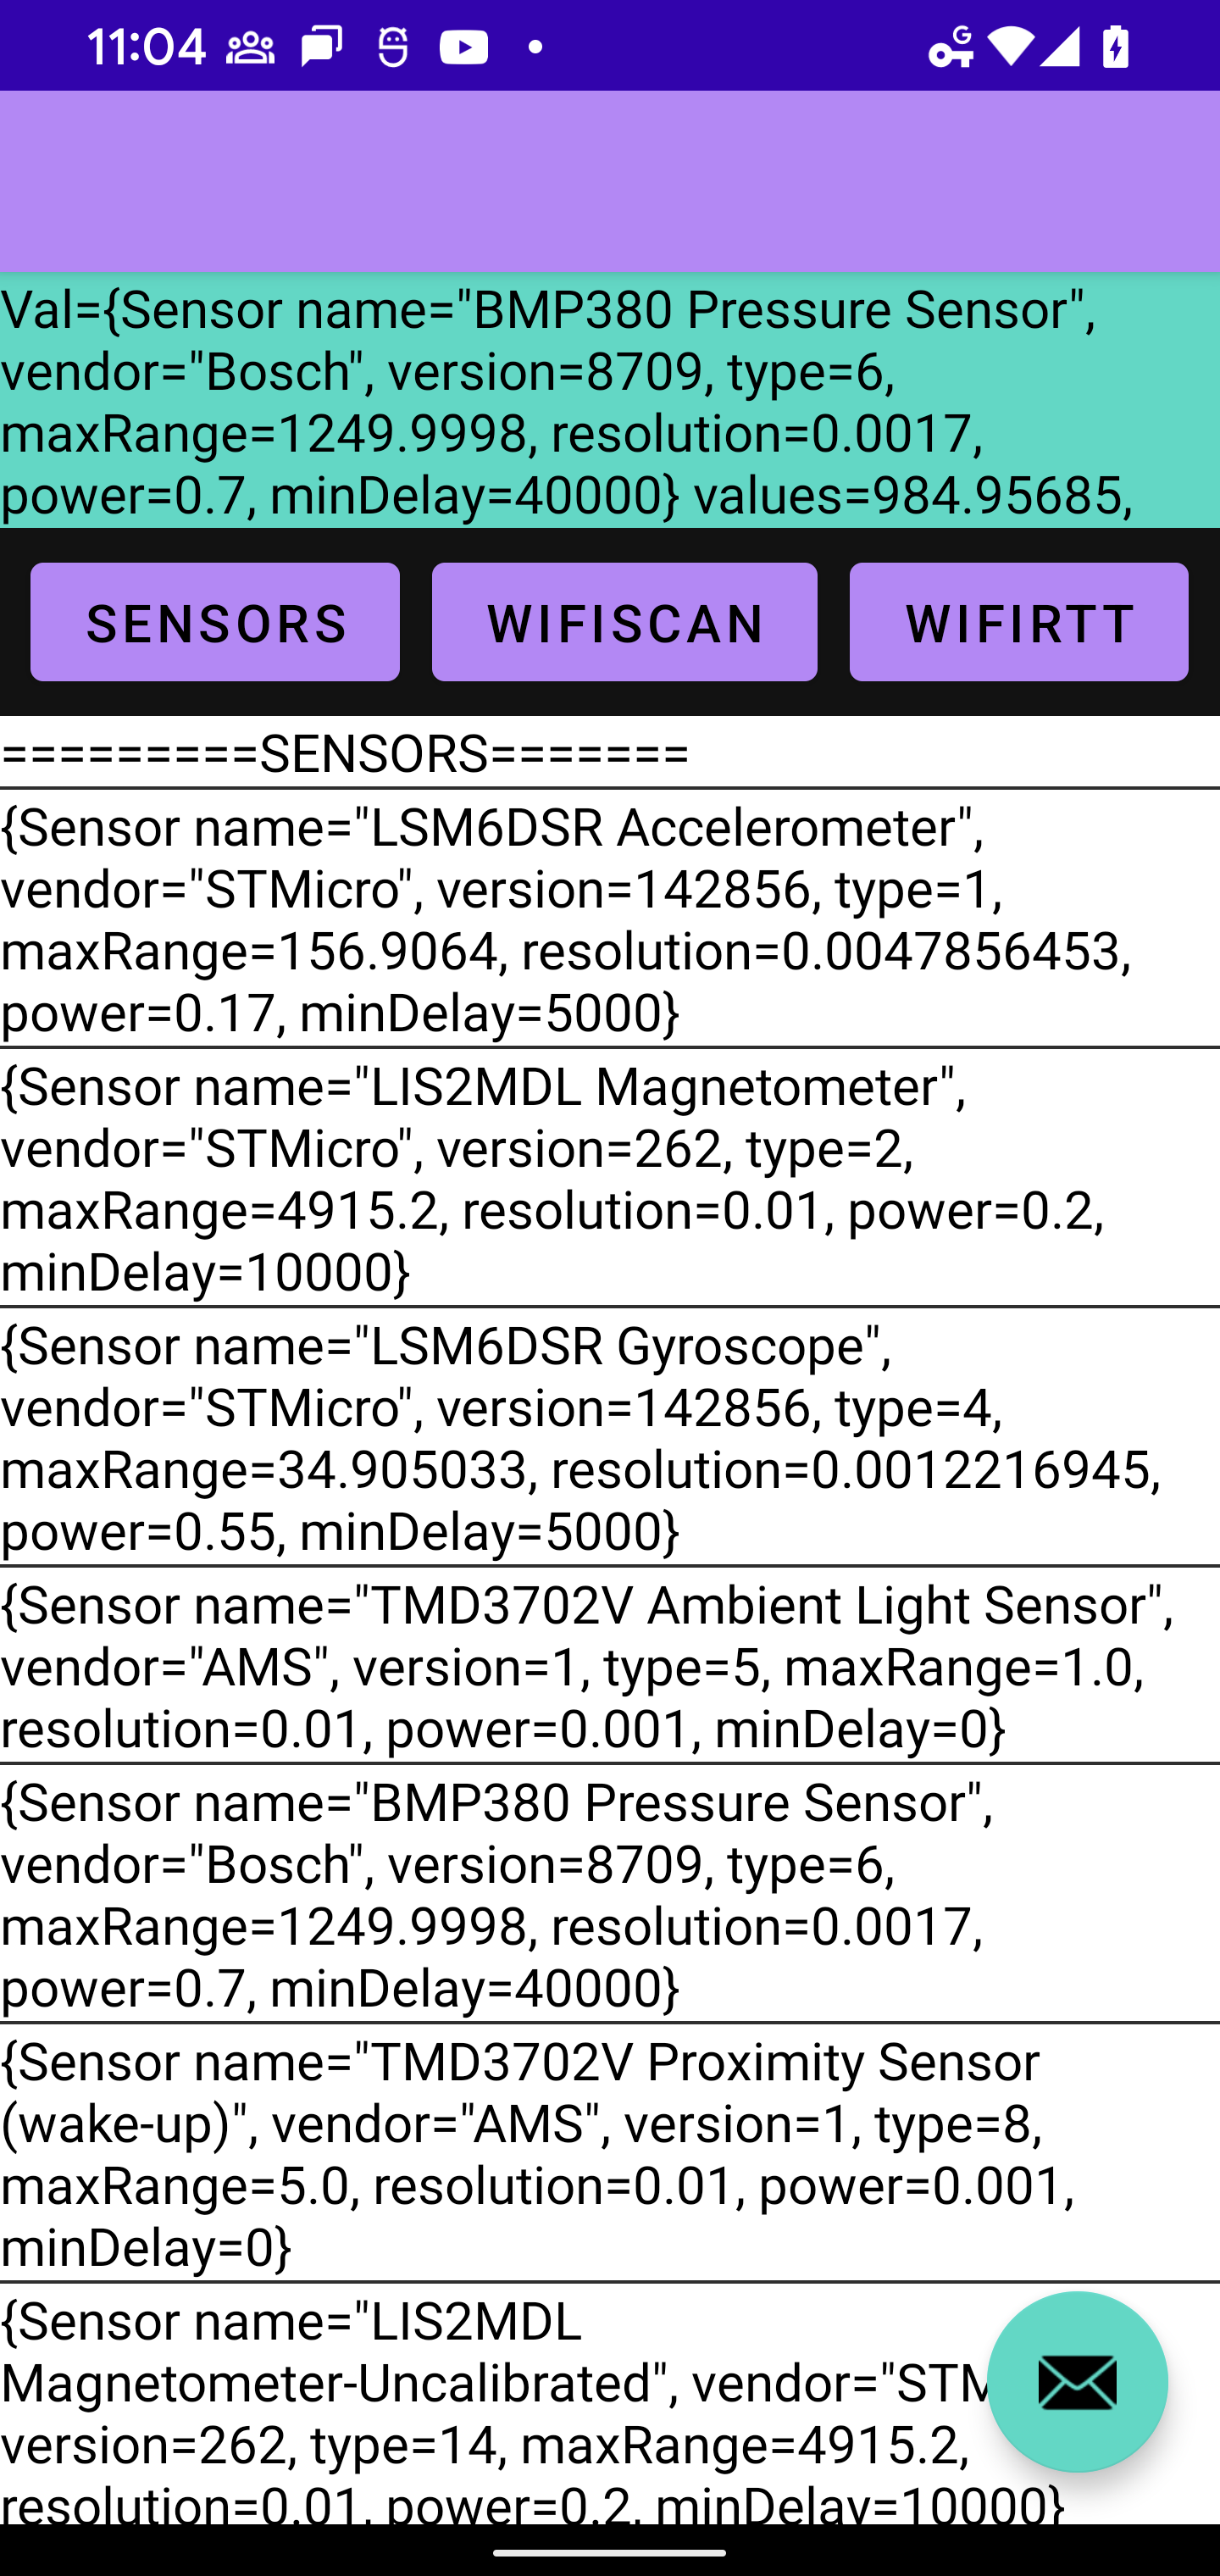 11:04
Val={Sensor name="BMP380 Pressure Sensor",
vendor="Bosch", version=8709, type=6,
maxRange=1249.9998, resolution=0.0017,
power=0.7, minDelay=40000} values=984.95685,
SENSORS WIFISCAN WIFIRTT
=========SENSORS=======
{Sensor name="LSM6DSR Accelerometer",
vendor="STMicro", version=142856, type=1,
maxRange=156.9064, resolution=0.0047856453,
power=0.17, minDelay=5000}
{Sensor name="LIS2MDL Magnetometer",
vendor="STMicro", version=262, type=2,
maxRange=4915.2, resolution=0.01, power=0.2,
minDelay=10000}
{Sensor name="LSM6DSR Gyroscope",
vendor="STMicro", version=142856, type=4,
maxRange=34.905033, resolution=0.0012216945,
power=0.55, minDelay=5000}
{Sensor name="TMD3702V Ambient Light Sensor",
vendor="AMS", version=1, type=5, maxRange=1.0,
resolution=0.01, power=0.001, minDelay=0}
{Sensor name="BMP380 Pressure Sensor",
vendor="Bosch", version=8709, type=6,
maxRange=1249.9998, resolution=0.0017,
power=0.7, minDelay=40000}
{Sensor name="TMD3702V Proximity Sensor
(wake-up)", vendor="AMS", version=1, type=8,
maxRange=5.0, resolution=0.01, power=0.001,
minDelay=0}
{Sensor name="LIS2MDL
Magnetometer-Uncalibrated", vendor="STM
version=262, type=14, maxRange=4915.2,
resolution=0.01, power=0.2, minDelay=10000}